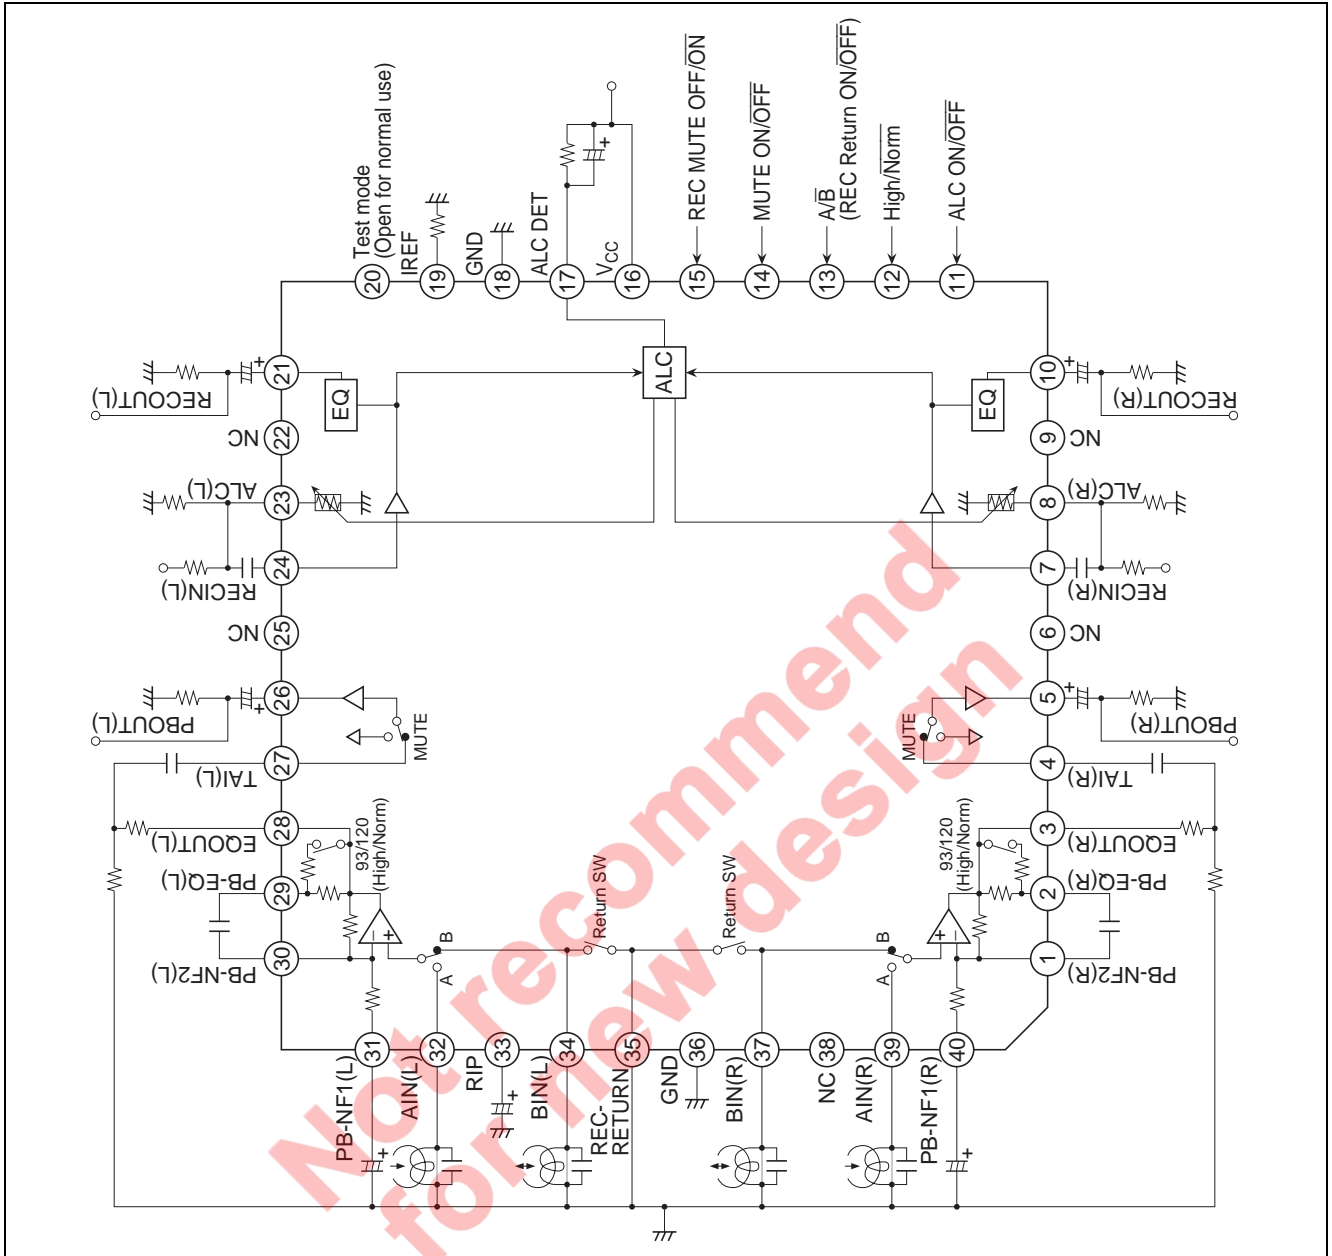 Test mode
(Open for normal use)
IREF
GND
ALC DET
VCC
REC MUTE OFF/ON
MUTE ON/OFF
A/B
(REC Return ON/OFF)
High/Norm
ALC ON/OFF
20
19
18
17
16
15
14
13
12
11
RECOUT(L)
21
EQ
ALC
EQ
10
RECOUT(R)
NC
22
9
NC
ALC(L)
23
8
ALC(R)
RECIN(L)
24
7
RECIN(R)
NC
25
6
NC
PBOUT(L)
26
MUTE
MUTE
5
PBOUT(R)
TAI(L)
27
4
TAI(R)
EQOUT(L)
28
93/120
(High/Norm)
93/120
(High/Norm)
3
EQOUT(R)
PB-EQ(L)
29
2
PB-EQ(R)
PB-NF2(L)
30
A
B
Return SW
Return SW
B
A
1
PB-NF2(R)
31
32
33
34
35
36
37
38
39
40
PB-NF1(L)
AIN(L)
RIP
BIN(L)
REC-
RETURN
GND
BIN(R)
NC
AIN(R)
PB-NF1(R)
Not recommend
for new design